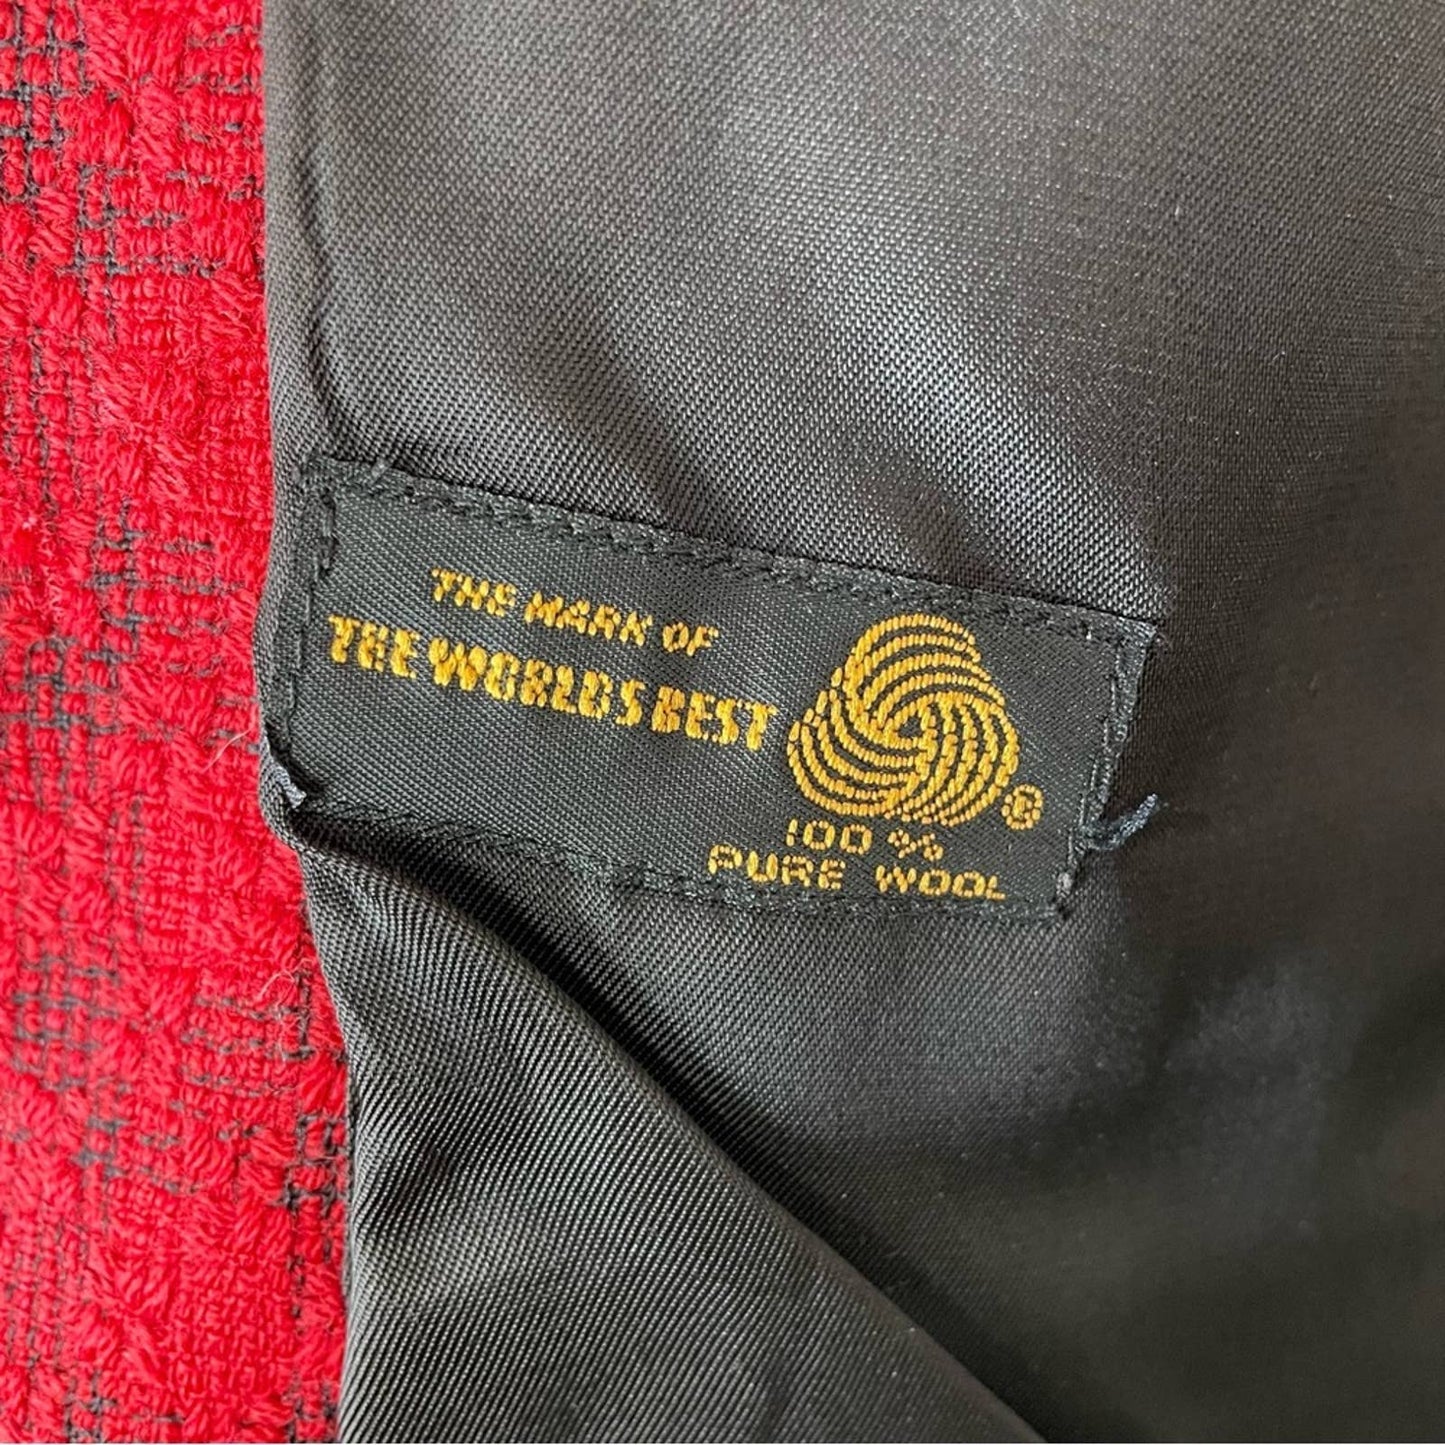 THE MARK OF
THE WORLDS BEST
®
100 %
PURE WOOL